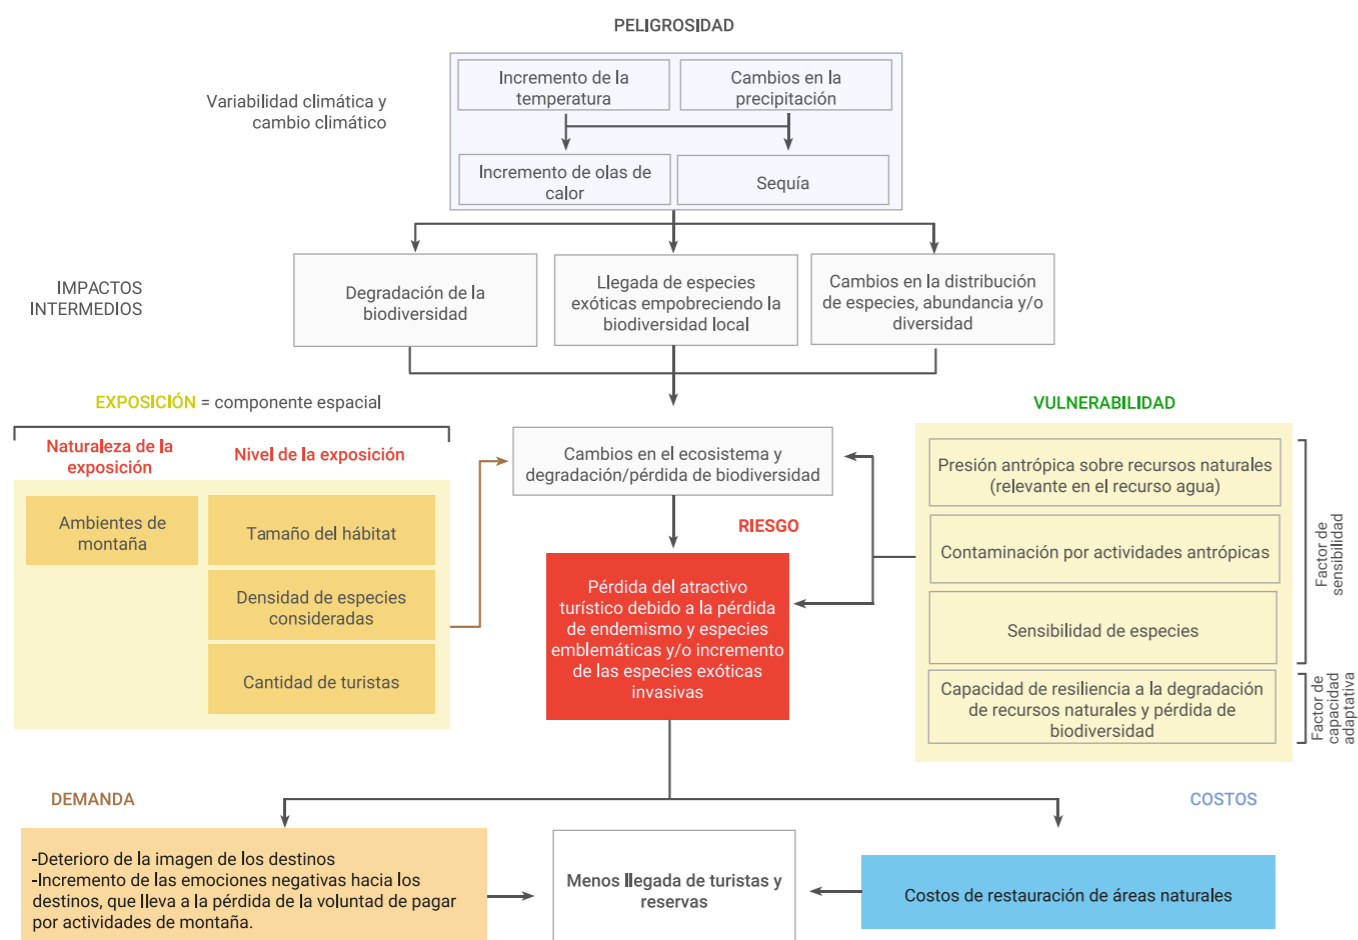 PELIGROSIDAD
Variabilidad climática y
cambio climático
Incremento de la
temperatura
Cambios en la
precipitación
Incremento de olas de
calor
Sequía
IMPACTOS
INTERMEDIOS
Degradación de la
biodiversidad
Llegada de especies
exóticas empobreciendo la
biodiversidad local
Cambios en la distribución
de especies, abundancia y/o
diversidad
EXPOSICIÓN = componente espacial
Naturaleza de la
exposición
Nivel de la exposición
Ambientes de
montaña
Tamaño del hábitat
Densidad de especies
consideradas
Cantidad de turistas
Cambios en el ecosistema y
degradación/pérdida de biodiversidad
RIESGO
Pérdida del atractivo
turístico debido a la pérdida
de endemismo y especies
emblemáticas y/o incremento
de las especies exóticas
invasivas
VULNERABILIDAD
Presión antrópica sobre recursos naturales
(relevante en el recurso agua)
Contaminación por actividades antrópicas
Sensibilidad de especies
Capacidad de resiliencia a la degradación
de recursos naturales y pérdida de
biodiversidad
Factor de
sensibilidad
Factor de
capacidad
adaptativa
DEMANDA
-Deterioro de la imagen de los destinos
-Incremento de las emociones negativas hacia los
destinos, que lleva a la pérdida de la voluntad de pagar
por actividades de montaña.
Menos llegada de turistas y
reservas
COSTOS
Costos de restauración de áreas naturales